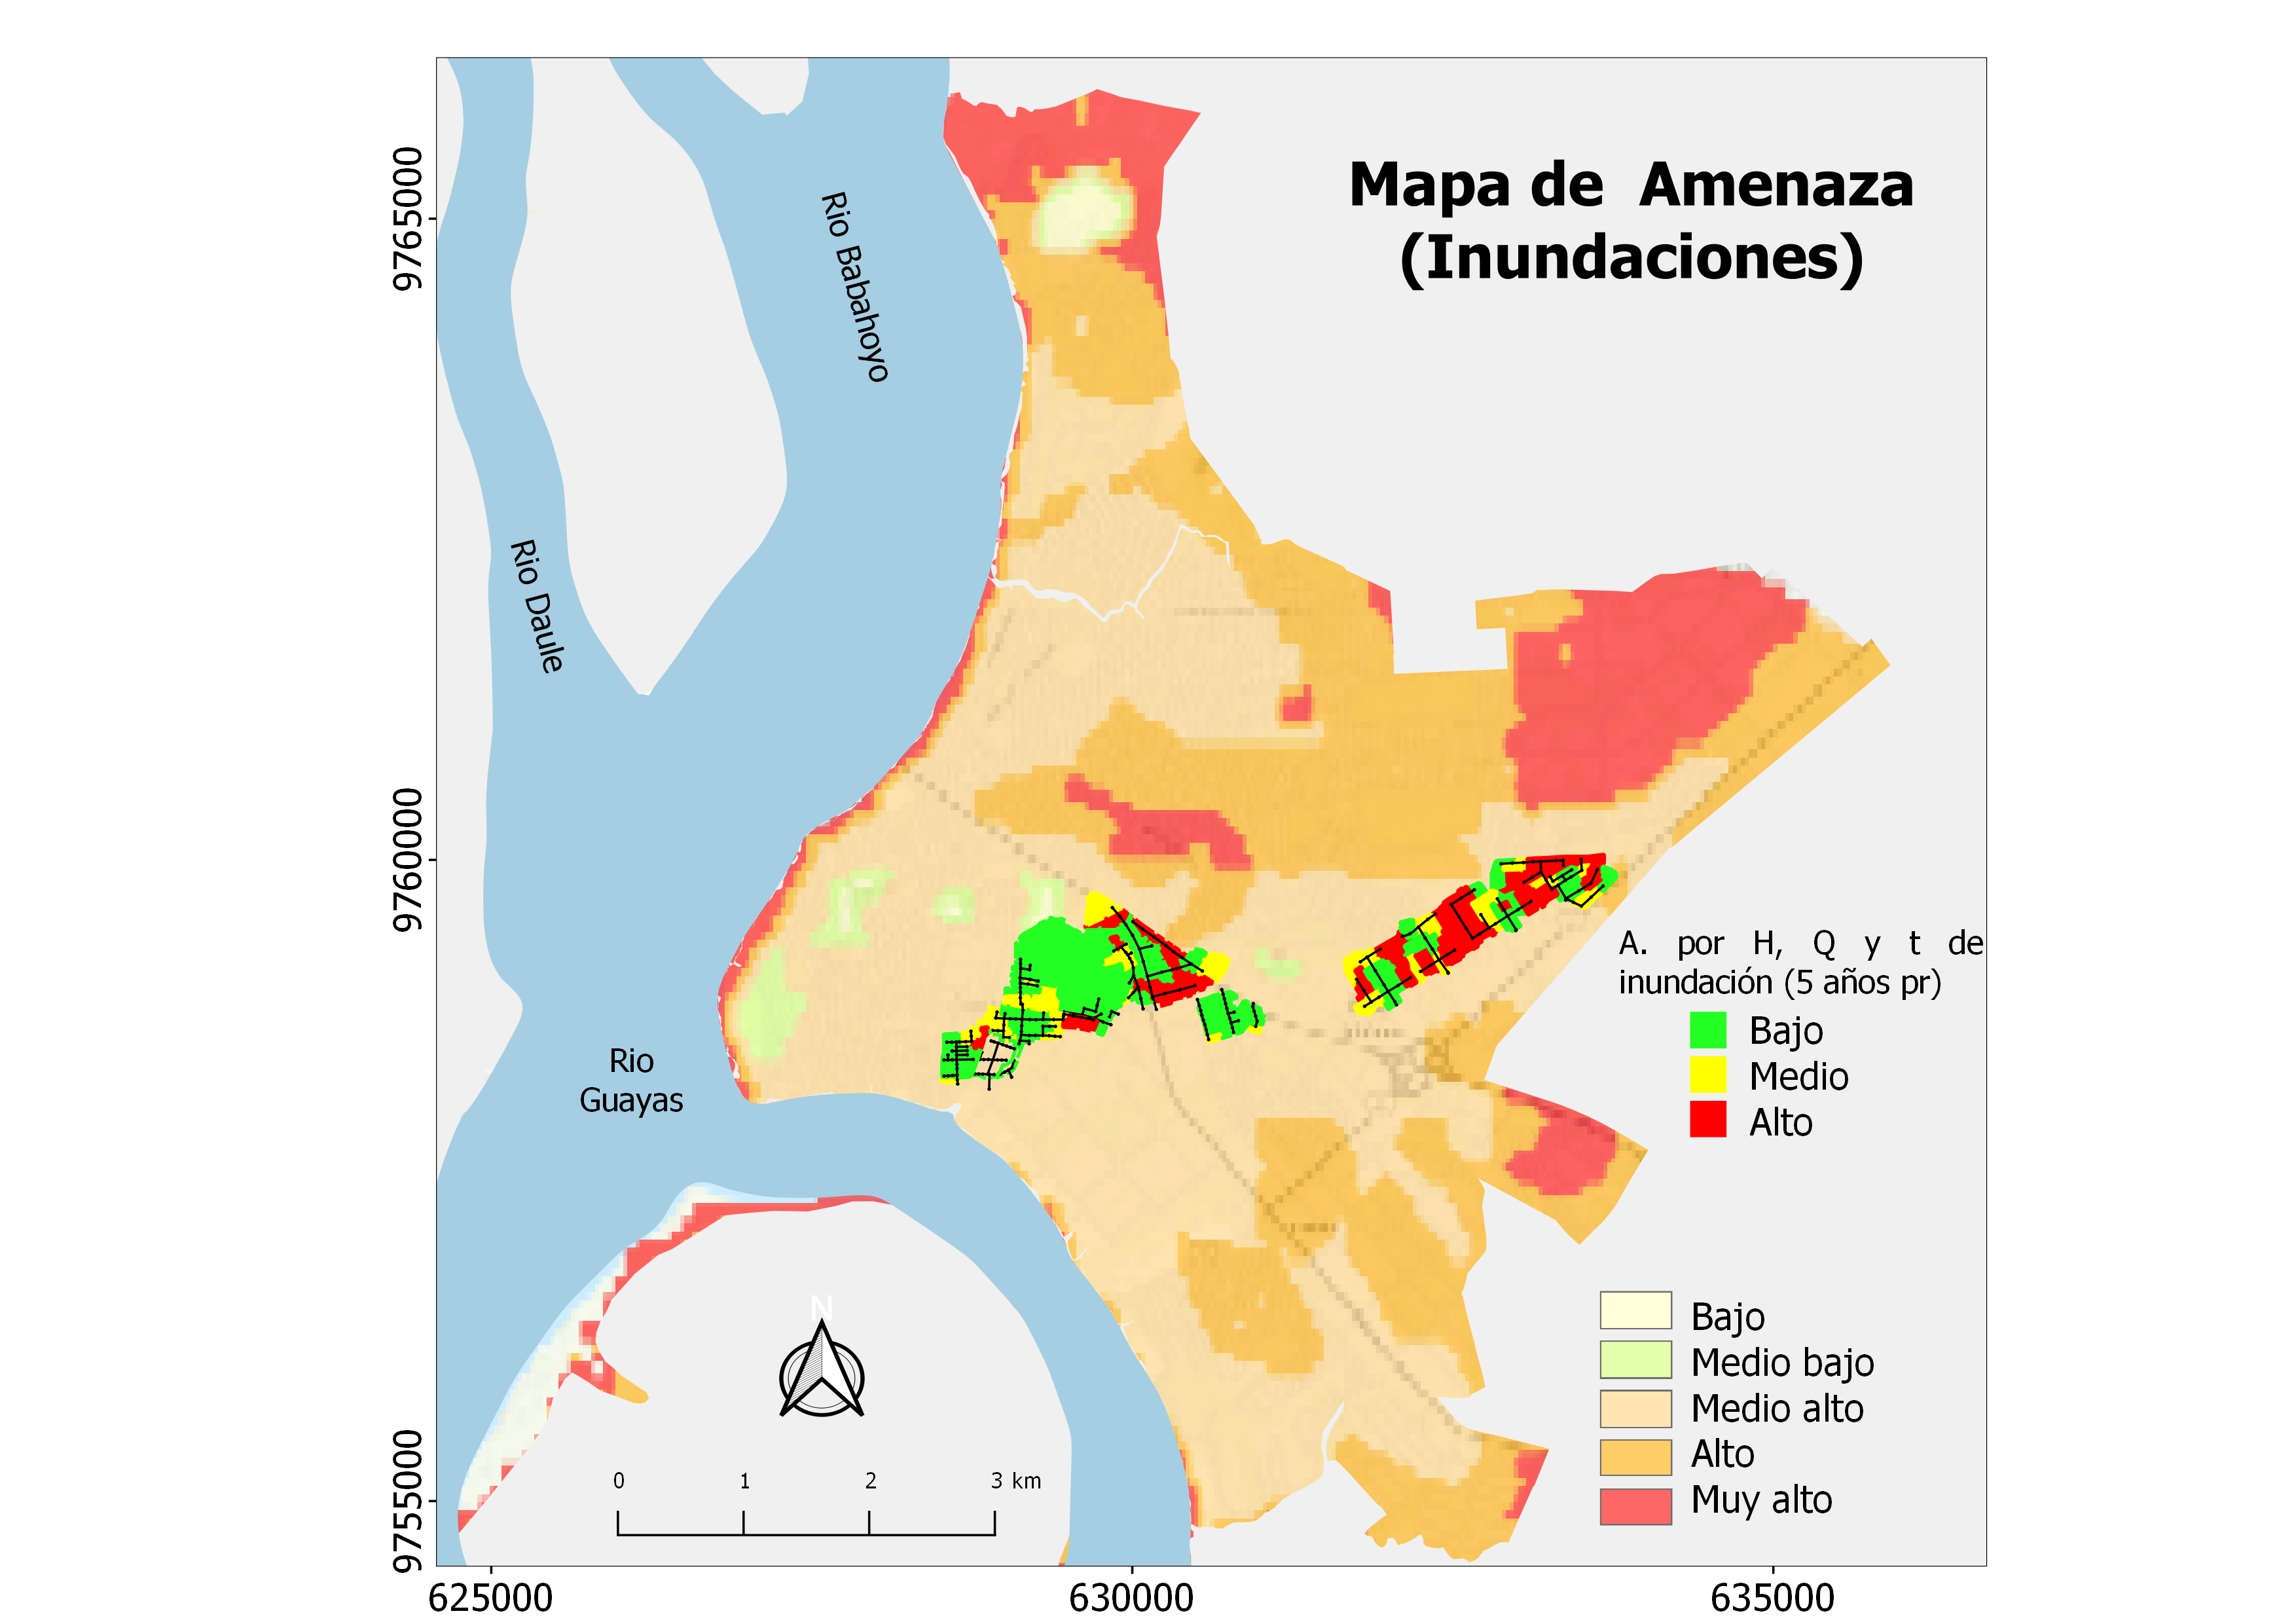 Mapa de Amenaza
(Inundaciones)
9765000
9760000
9755000
Rio Babahoyo
Rio Daule
Rio
Guayas
A. por H, Q y t de
inundación (5 años pr)
Bajo
Medio
Alto
Bajo
Medio bajo
Medio alto
Alto
Muy alto
N
0 1 2 3 km
625000 630000 635000